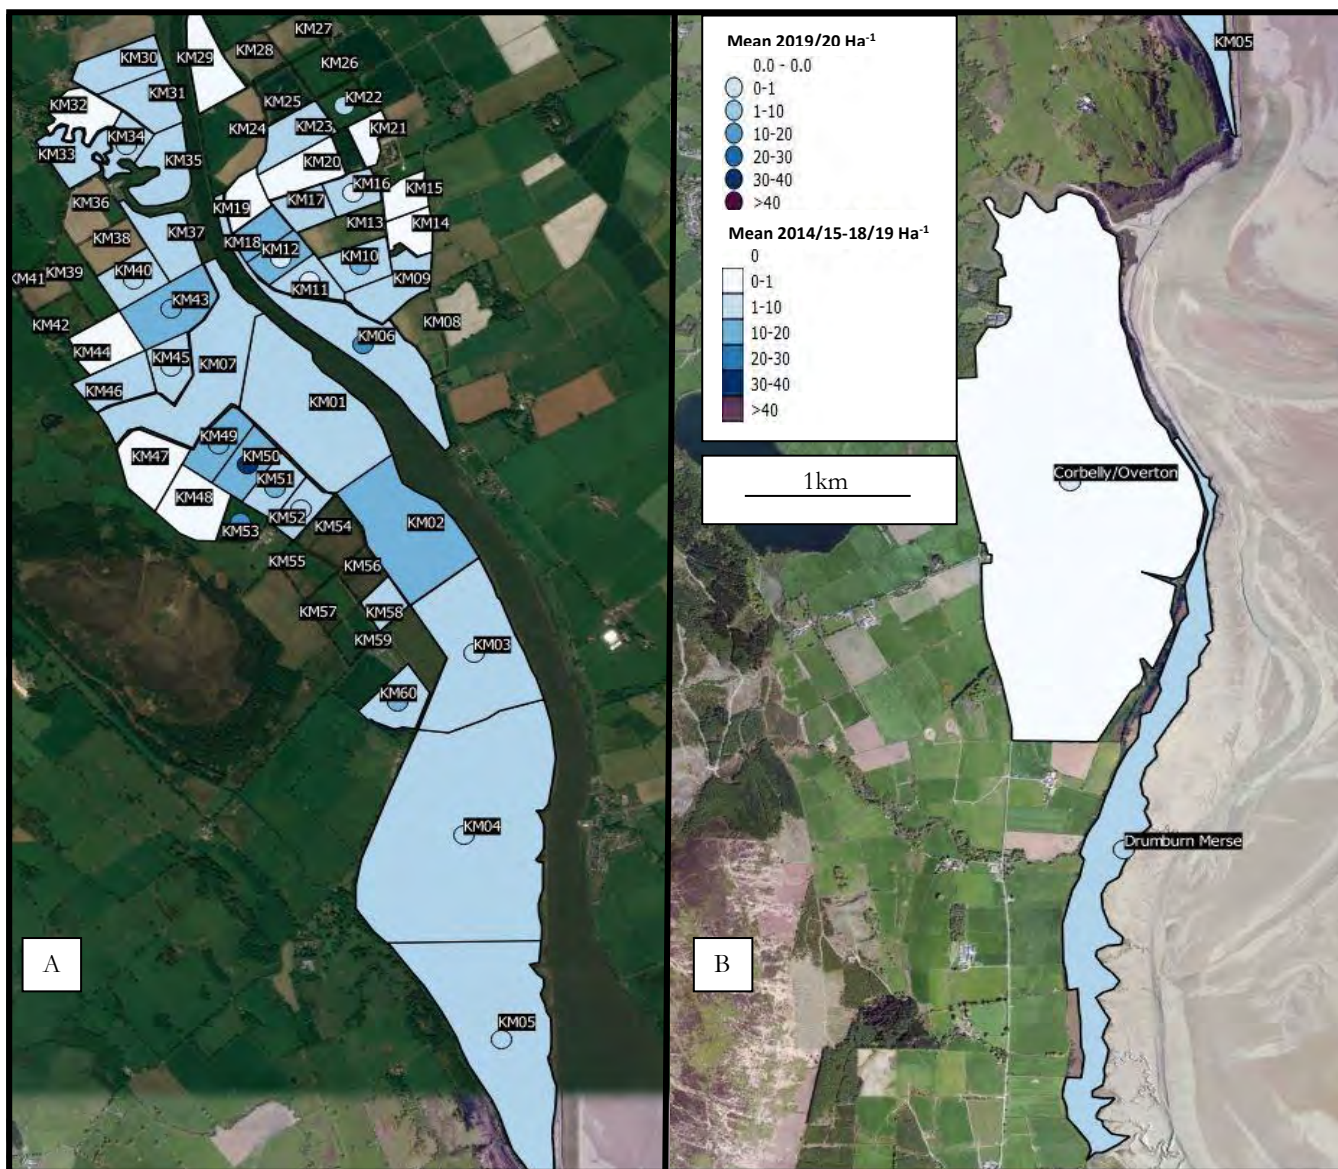 KM27
KM28
KM29
KM30
KM26
KM31
KM25
KM22
KM32
KM24
KM23
KM21
KM34
KM33
KM35
KM20
KM16
KM15
KM36
KM19
KM17
KM13
KM14
KM38
KM37
KM18
KM12
KM10
KM41
KM39
KM40
KM11
KM09
KM43
KM42
KM08
KM06
KM44
KM45
KM07
KM46
KM01
KM49
KM47
KM50
KM51
KM48
KM52
KM02
KM53
KM54
KM55
KM56
KM57
KM58
KM59
KM03
KM60
KM04
A
KM05
Mean 2019/20 Ha-1
0.0 - 0.0
0-1
1-10
10-20
20-30
30-40
>40
Mean 2014/15-18/19 Ha-1
0
0-1
1-10
10-20
20-30
30-40
>40
1km
KM05
Corbelly/Overton
Drumburn Merse
B